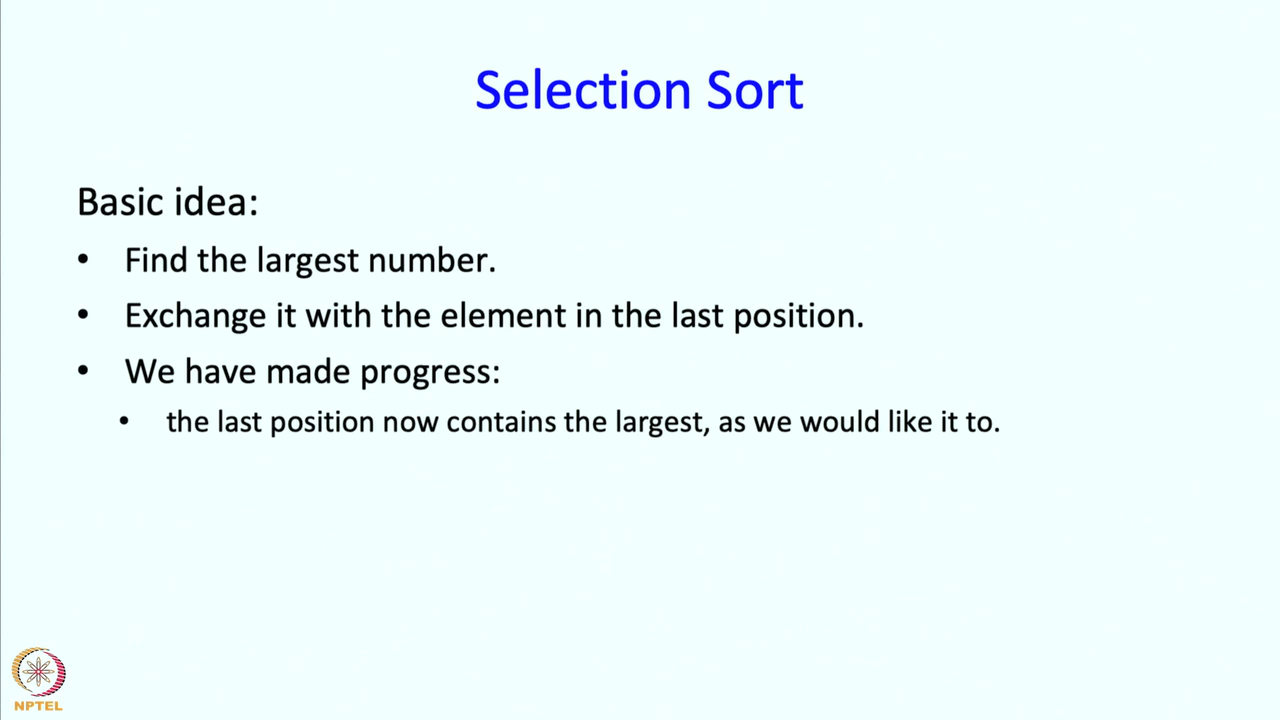 Selection Sort
Basic idea:
• Find the largest number.
• Exchange it with the element in the last position.
• We have made progress:
• the last position now contains the largest, as we would like it to.
NPTEL